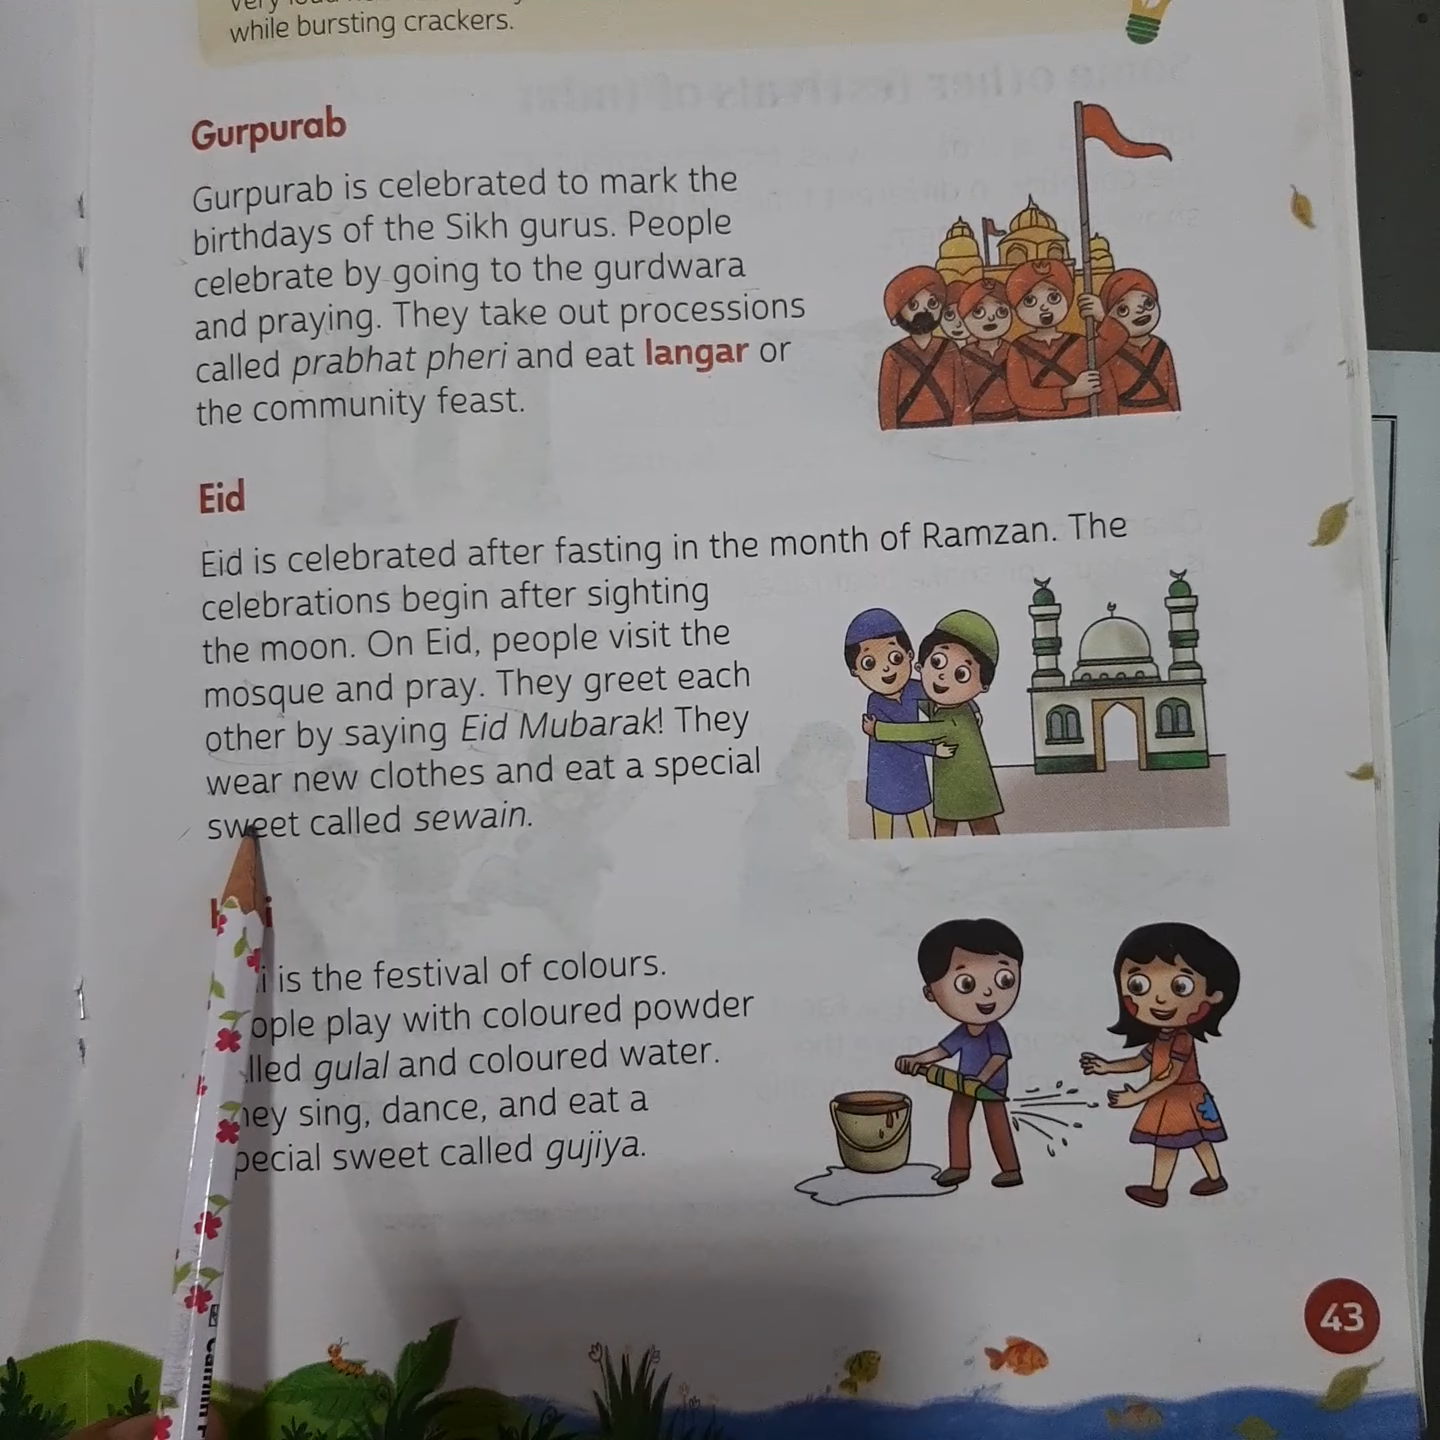 while bursting crackers.
Gurpurab
Gurpurab is celebrated to mark the
birthdays of the Sikh gurus. People
celebrate by going to the gurdwara
and praying. They take out processions
called prabhat pheri and eat langar or
the community feast.
Eid
Eid is celebrated after fasting in the month of Ramzan. The
celebrations begin after sighting
the moon. On Eid, people visit the
mosque and pray. They greet each
other by saying Eid Mubarak! They
wear new clothes and eat a special
sweet called sewain.
is the festival of colours.
play with coloured powder
gulal and coloured water.
sing, dance, and eat a
sweet called gujiya.
43